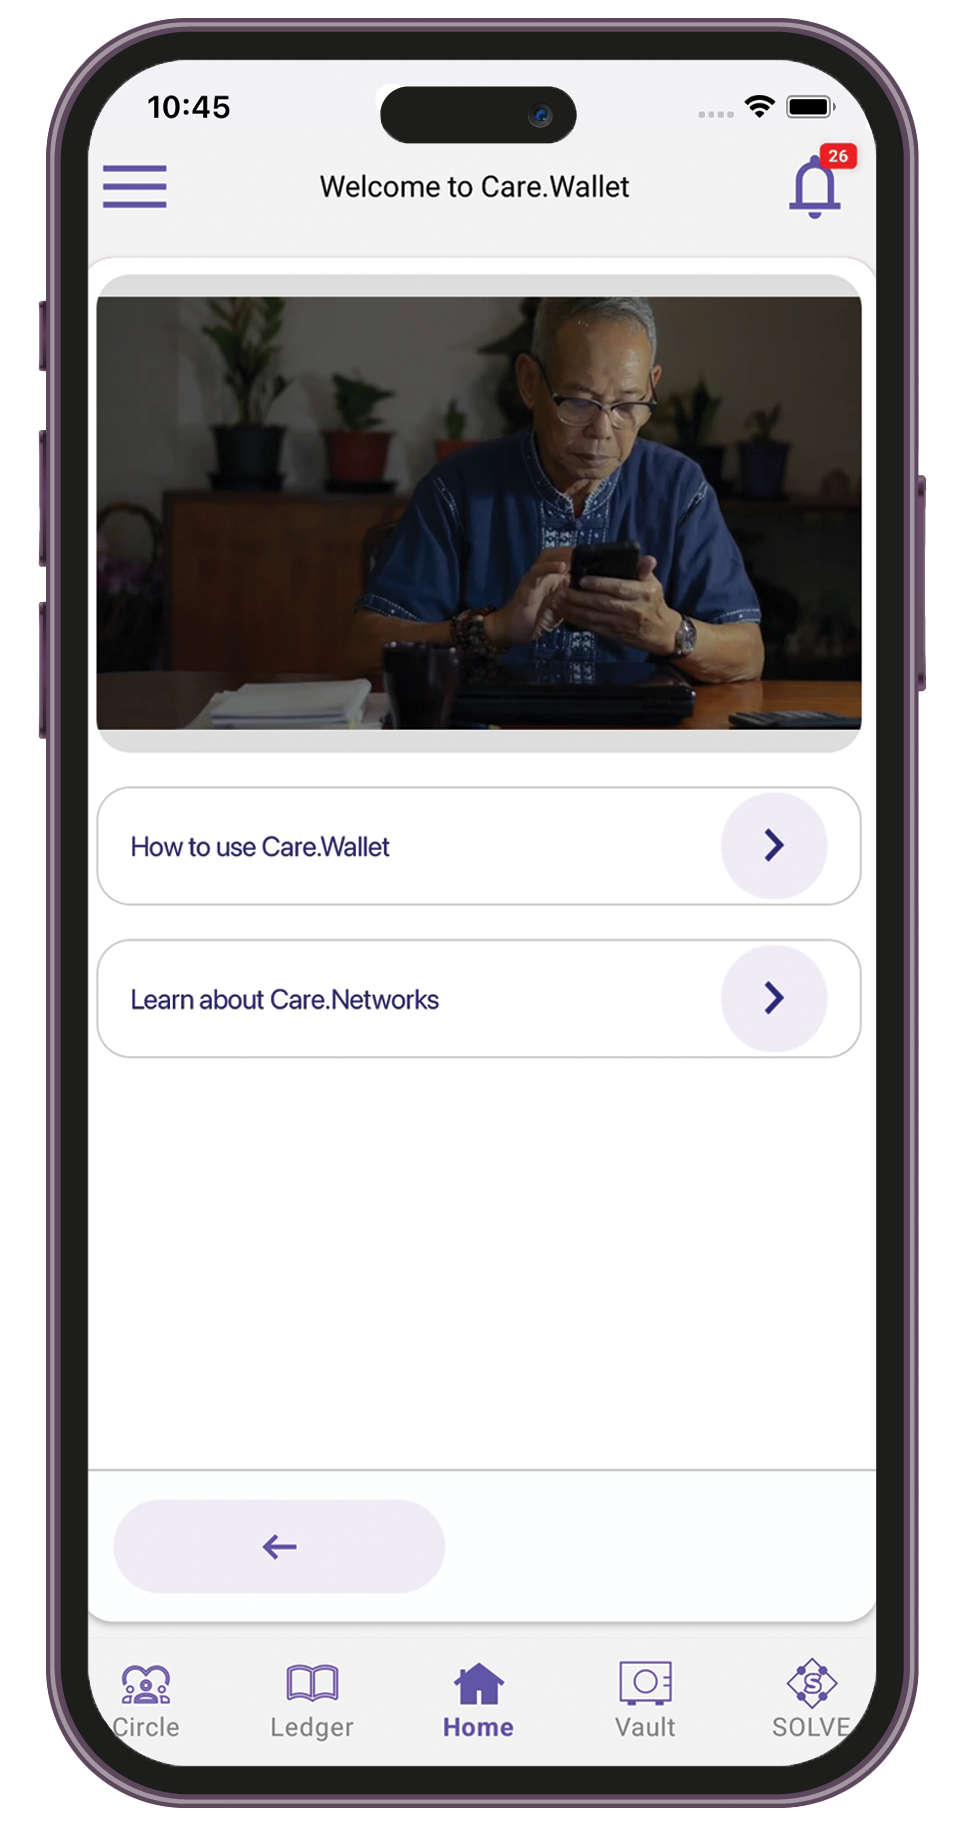 10:45
26
Welcome to Care.Wallet
How to use Care.Wallet
Learn about Care.Networks
Circle
Ledger
Home
Vault
S
SOLVE